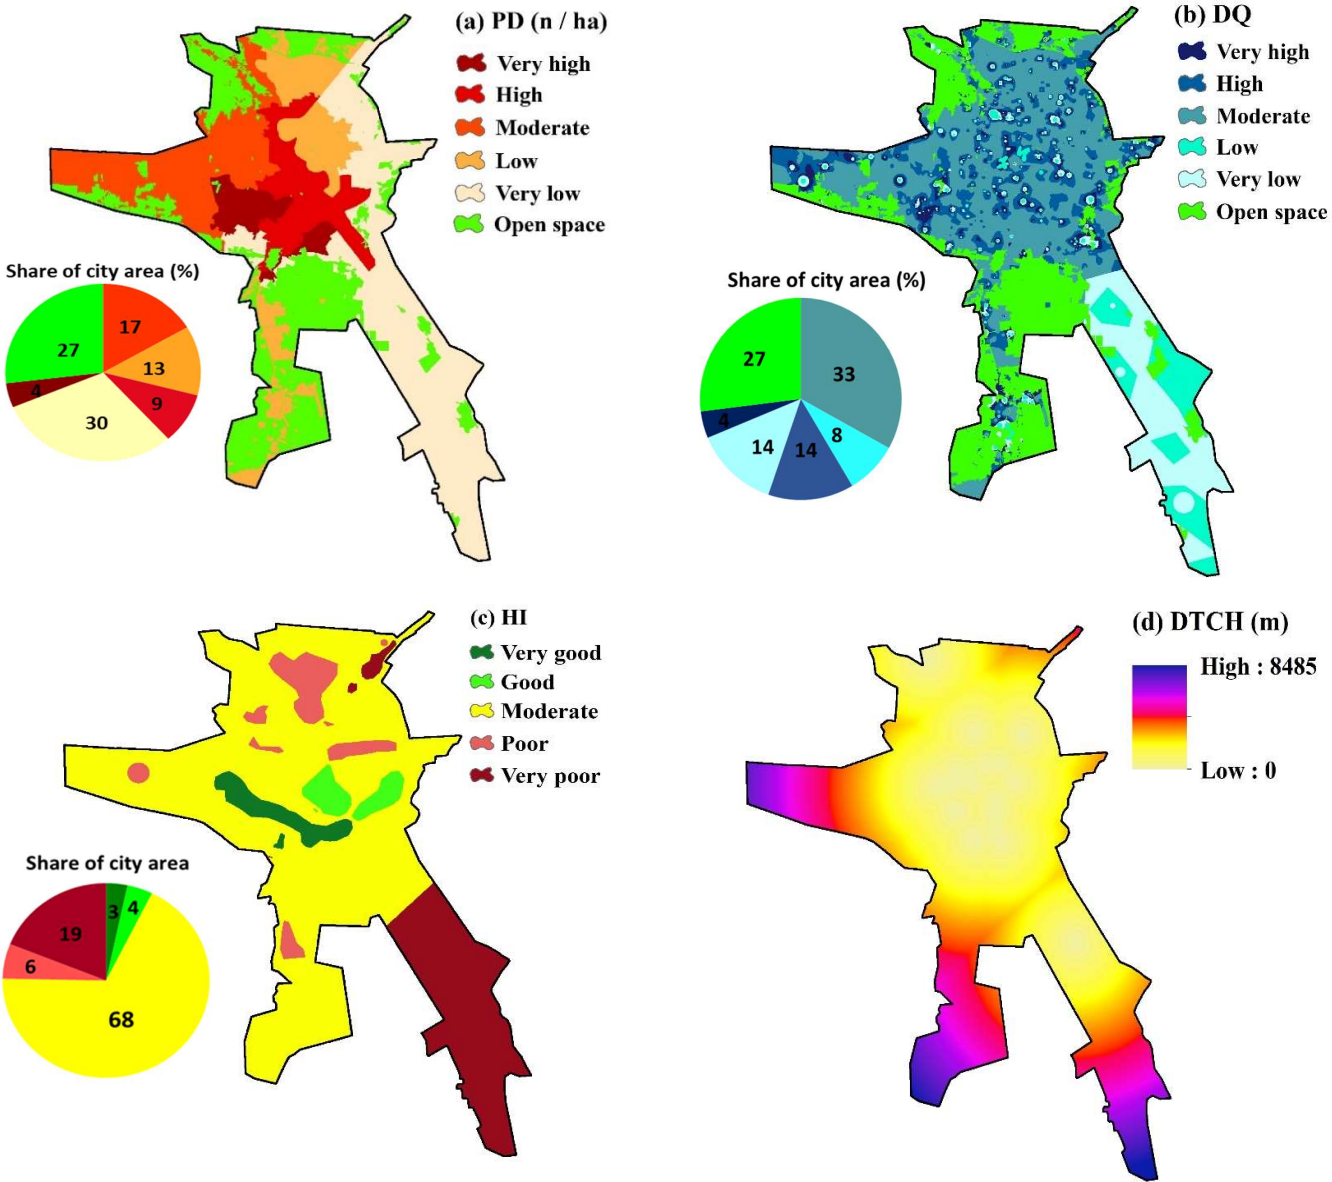 (a) PD (n / ha)
Very high
High
Moderate
Low
Very low
Open space
Share of city area (%)
17
27
13
4
9
30
(b) DQ
Very high
High
Moderate
Low
Very low
Open space
Share of city area (%)
27
33
4
8
14
14
(c) HI
Very good
Good
Moderate
Poor
Very poor
Share of city area
3
4
19
6
68
(d) DTCH (m)
High : 8485
Low : 0